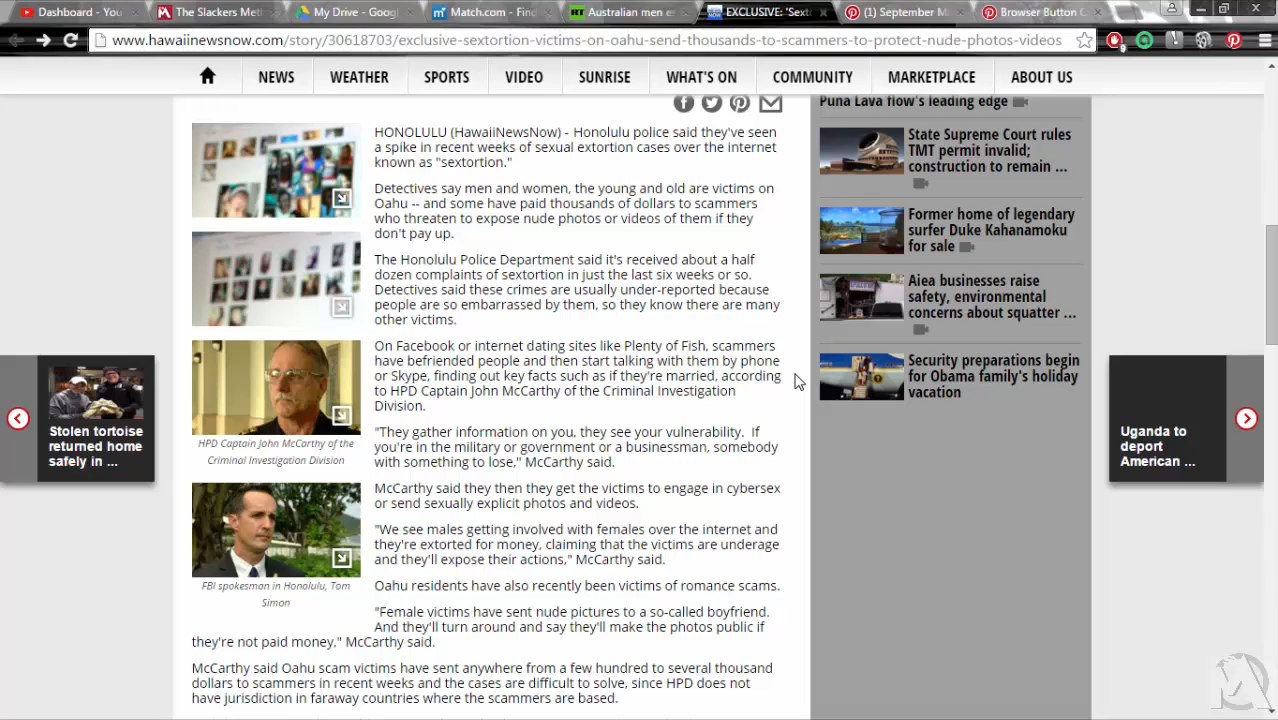 Dashboard - You
The Slackers Met
My Drive - Googl
Match.com - Find
Australian men e
EXCLUSIVE: 'Sext
(1) September M
Browser Button C
www.hawaiinewsnow.com/story/30618703/exclusive-sextortion-victims-on-oahu-send-thousands-to-scammers-to-protect-nude-photos-videos
NEWS WEATHER SPORTS VIDEO SUNRISE WHAT'S ON COMMUNITY MARKETPLACE ABOUT US
HONOLULU (HawaiiNewsNow) - Honolulu police said they've seen
a spike in recent weeks of sexual extortion cases over the internet
known as "sextortion."
Detectives say men and women, the young and old are victims on
Oahu -- and some have paid thousands of dollars to scammers
who threaten to expose nude photos or videos of them if they
don't pay up.
The Honolulu Police Department said it's received about a half
dozen complaints of sextortion in just the last six weeks or so.
Detectives said these crimes are usually under-reported because
people are so embarrassed by them, so they know there are many
other victims.
On Facebook or internet dating sites like Plenty of Fish, scammers
have befriended people and then start talking with them by phone
or Skype, finding out key facts such as if they're married, according
to HPD Captain John McCarthy of the Criminal Investigation
Division.
"They gather information on you, they see your vulnerability. If
you're in the military or government or a businessman, somebody
with something to lose," McCarthy said.
McCarthy said they then they get the victims to engage in cybersex
or send sexually explicit photos and videos.
"We see males getting involved with females over the internet and
they're extorted for money, claiming that the victims are underage
and they'll expose their actions," McCarthy said.
Oahu residents have also recently been victims of romance scams.
"Female victims have sent nude pictures to a so-called boyfriend.
And they'll turn around and say they'll make the photos public if
they're not paid money," McCarthy said.
McCarthy said Oahu scam victims have sent anywhere from a few hundred to several thousand
dollars to scammers in recent weeks and the cases are difficult to solve, since HPD does not
have jurisdiction in faraway countries where the scammers are based.
HPD Captain John McCarthy of the
Criminal Investigation Division
FBI spokesman in Honolulu, Tom
Simon
Puna Lava flow's leading edge
State Supreme Court rules
TMT permit invalid;
construction to remain ...
Former home of legendary
surfer Duke Kahanamoku
for sale
Aiea businesses raise
safety, environmental
concerns about squatter ...
Security preparations begin
for Obama family's holiday
vacation
Stolen tortoise
returned home
safely in ...
Uganda to
deport
American ...